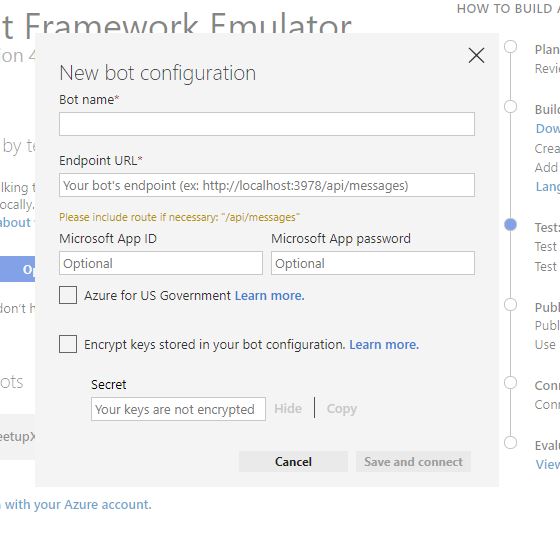 HOW TO BUILD A
t Framework Emulator
New bot configuration
Bot name*
Endpoint URL*
Your bot's endpoint (ex: http://localhost:3978/api/messages)
Please include route if necessary: "/api/messages"
Microsoft App ID
Microsoft App password
Optional
Optional
Azure for US Government Learn more.
Encrypt keys stored in your bot configuration. Learn more.
Secret
Your keys are not encrypted
Hide
Copy
Cancel
Save and connect
ion 4
by te
lking t
ocally.
about
Op
don't h
ots
eetupX
with your Azure account.
Plan
Revie
Build
Dow
Crea
Add
Lang
Test:
Test
Test
Publ
Publ
Use
Conn
Conn
Evalu
View